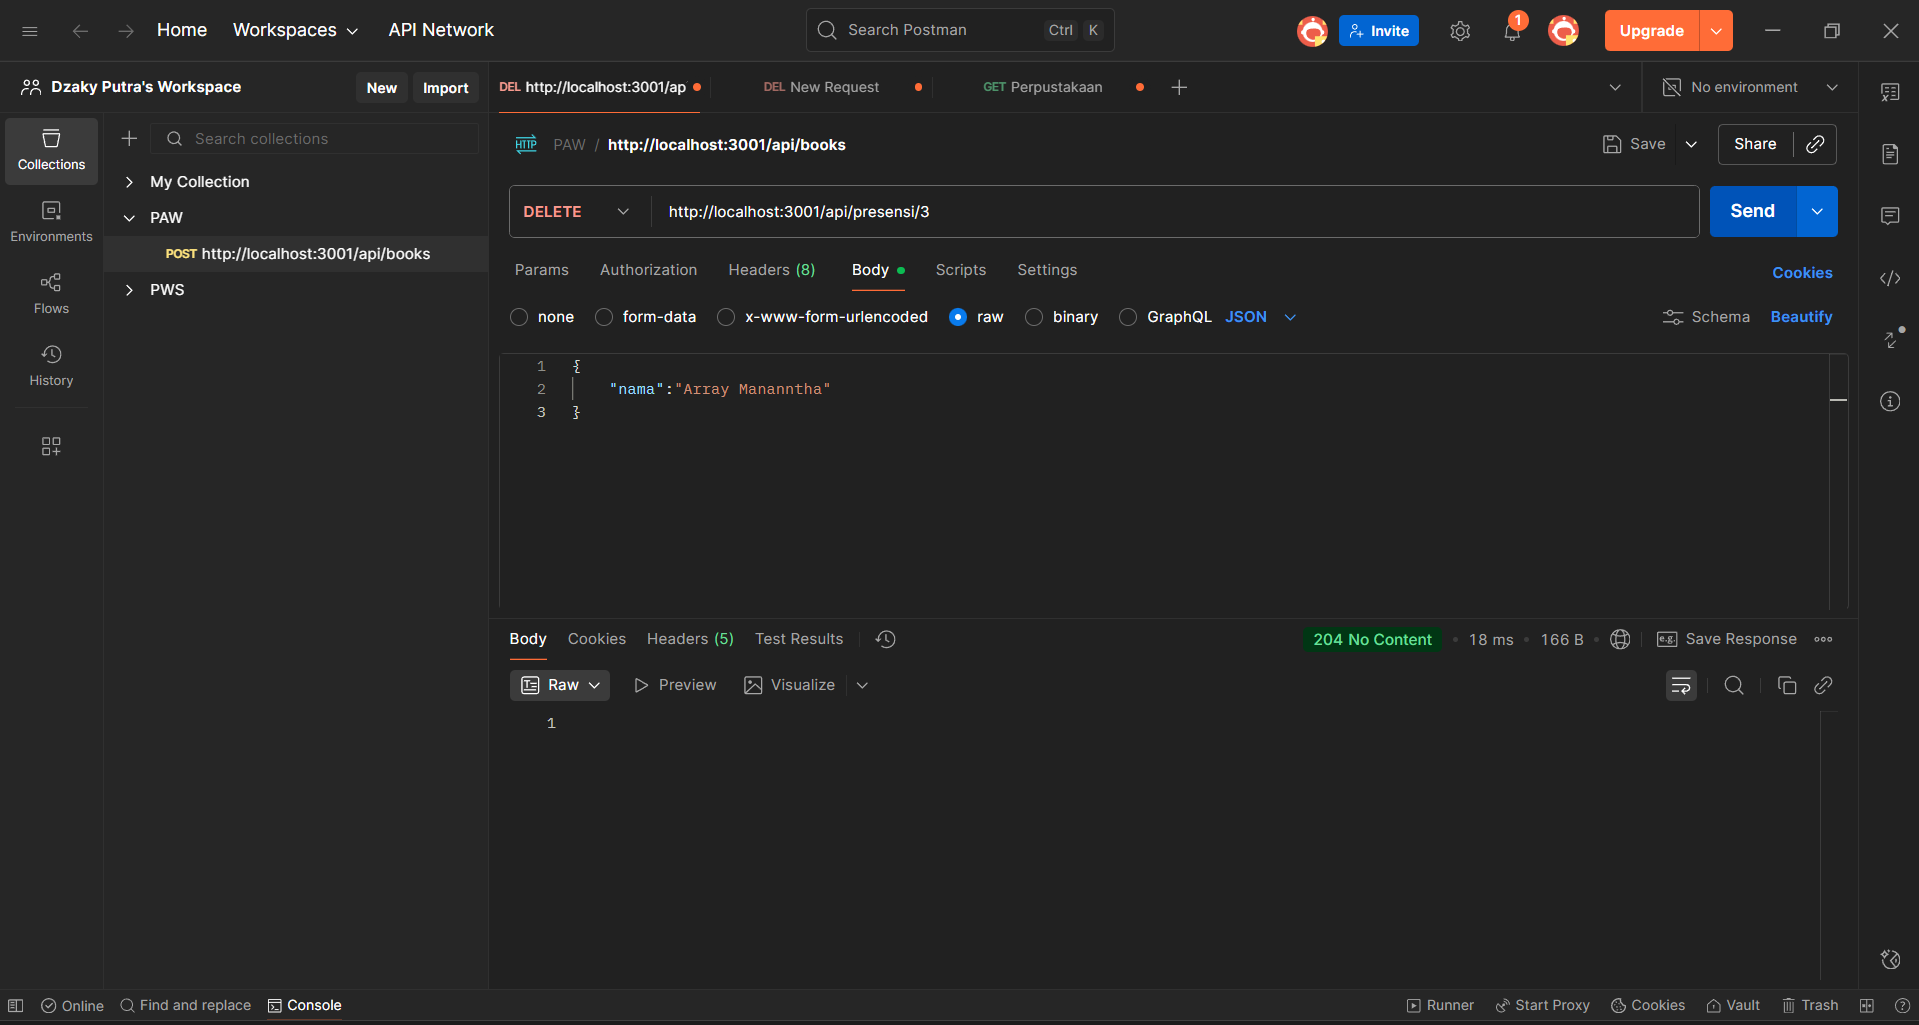 Home Workspaces API Network Search Postman Ctrl K Invite 1 Upgrade
Dzaky Putra's Workspace New Import DEL http://localhost:3001/ap DEL New Request GET Perpustakaan No environment
Collections
Environments
Flows
History
Search collections
My Collection
PAW
POST http://localhost:3001/api/books
PWS
HTTP PAW / http://localhost:3001/api/books Save Share
DELETE http://localhost:3001/api/presensi/3 Send
Params Authorization Headers (8) Body Scripts Settings Cookies
none form-data x-www-form-urlencoded raw binary GraphQL JSON Schema Beautify
1 {
2 "nama":"Array Mananntha"
3 }
Body Cookies Headers (5) Test Results 204 No Content 18 ms 166 B e.g. Save Response
Raw Preview Visualize
1
Online Find and replace Console Runner Start Proxy Cookies Vault Trash